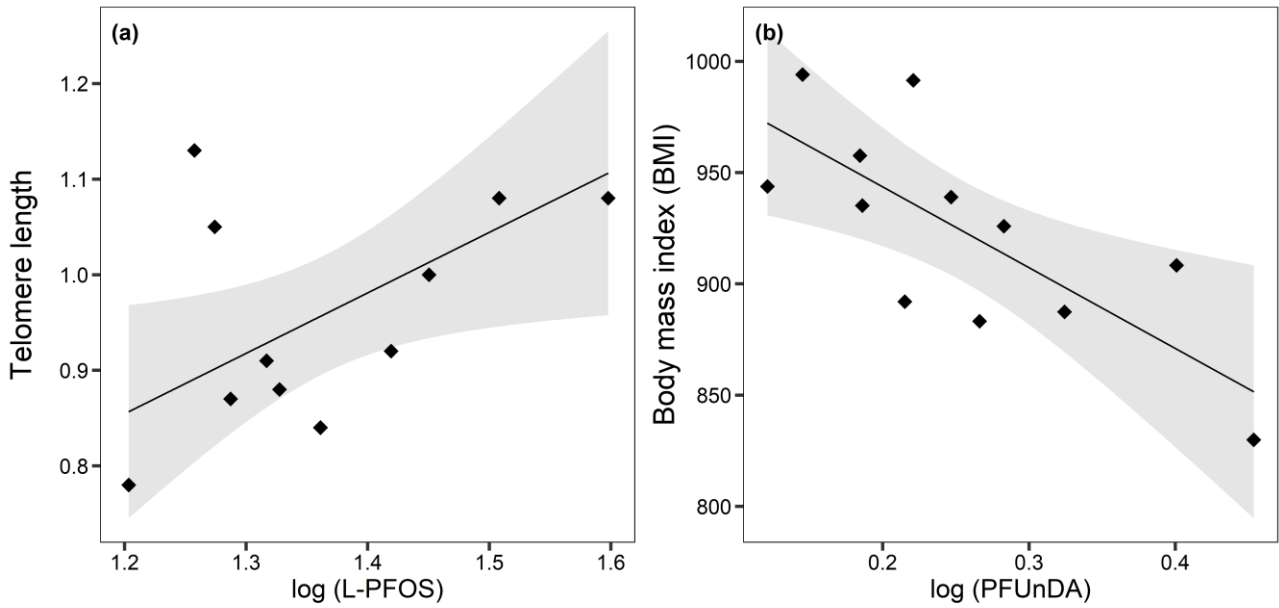 (a)
Telomere length
1.2
1.1
1.0
0.9
0.8
1.2 1.3 1.4 1.5 1.6
log (L-PFOS)
(b)
Body mass index (BMI)
1000
950
900
850
800
0.2 0.3 0.4
log (PFUnDA)